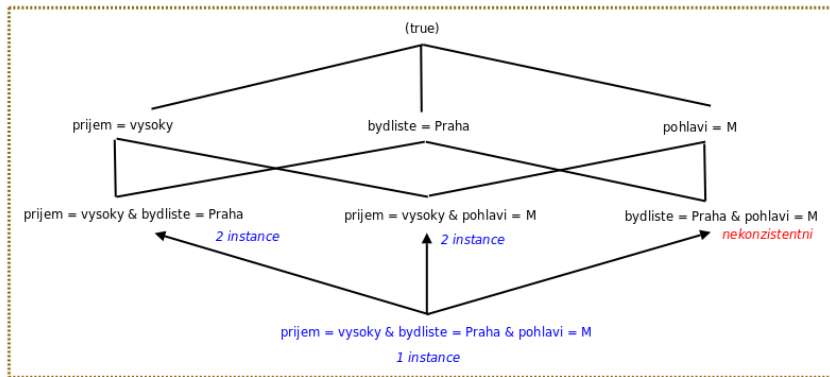 (true)
prijem = vysoky
bydliste = Praha
pohlavi = M
prijem = vysoky & bydliste = Praha
prijem = vysoky & pohlavi = M
bydliste = Praha & pohlavi = M
2 instance
2 instance
nekonzistentni
prijem = vysoky & bydliste = Praha & pohlavi = M
1 instance